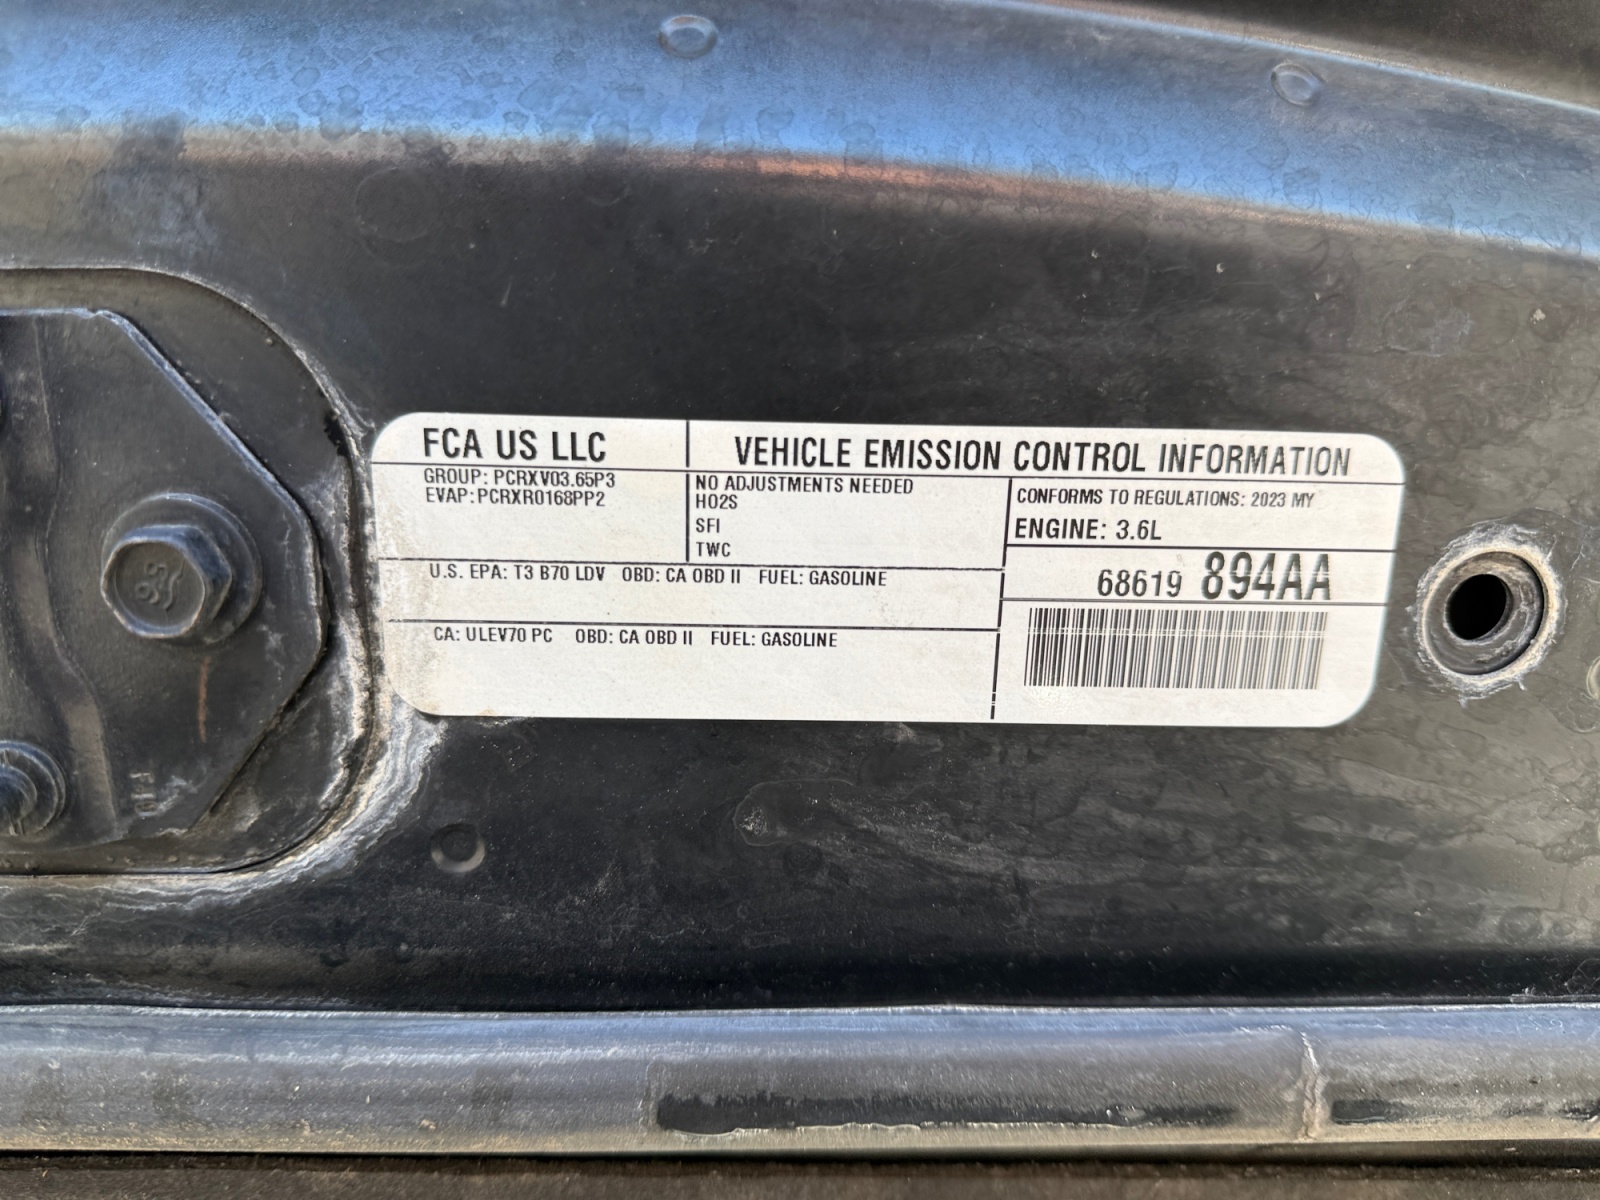 FCA US LLC
VEHICLE EMISSION CONTROL INFORMATION
GROUP: PCRXV03.65P3
EVAP:PCRXR0168PP2
NO ADJUSTMENTS NEEDED
HO2S
SFI
TWC
CONFORMS TO REGULATIONS: 2023 MY
ENGINE: 3.6L
U.S. EPA: T3 B70 LDV OBD: CA OBD II FUEL: GASOLINE
68619 894AA
CA: ULEV70 PC OBD: CA OBD II FUEL: GASOLINE